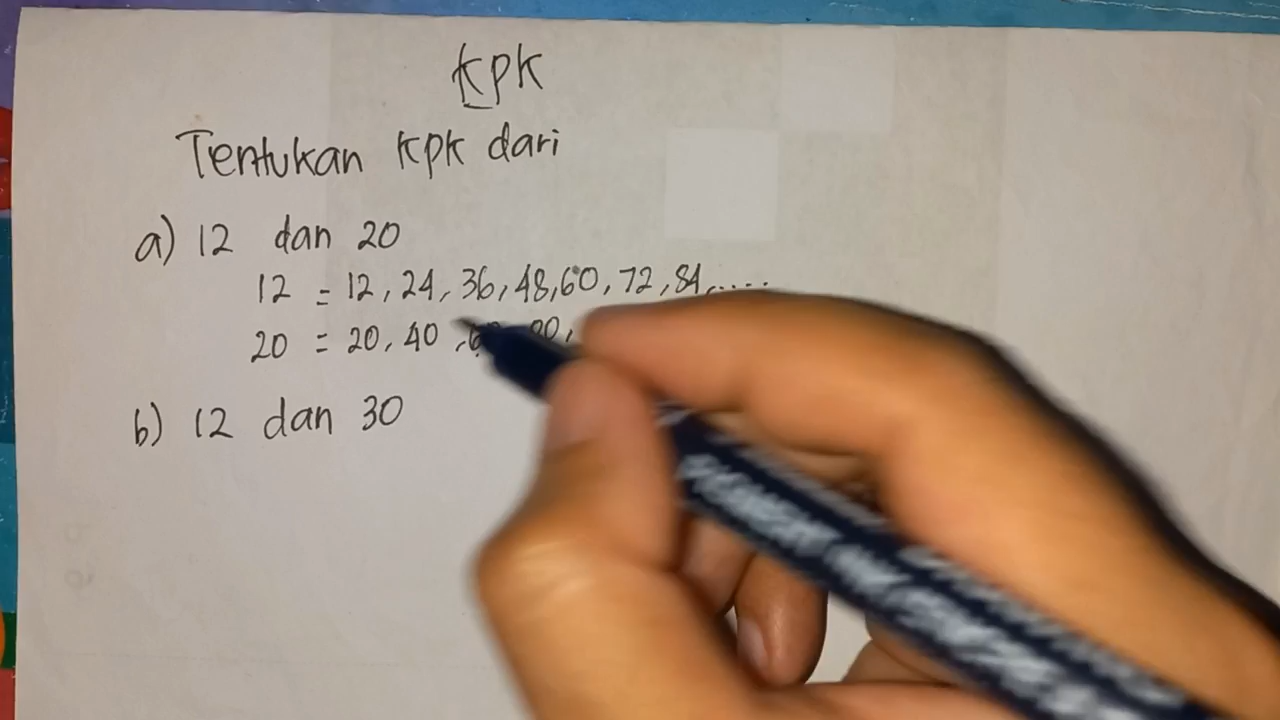 KPK
Tentukan KPK dari
a) 12 dan 20
12 = 12, 24, 36, 48, 60, 72, 84, ....
20 = 20, 40,
b) 12 dan 30